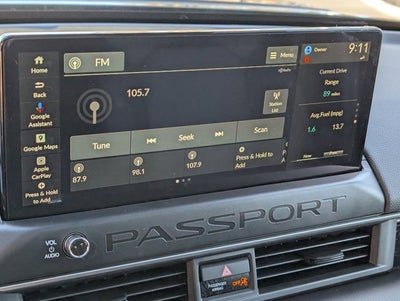 Home
Back
Google
Assistant
Google Maps
Apple
CarPlay
Press & Hold
to Add
FM
Menu
105.7
Station
List
Tune
Seek
Scan
87.9
98.1
107.9
Press & Hold to
Add
Owner
9:11
Current Drive
Range
89 miles
Avg.Fuel (mpg)
1.6
13.7
PASSPORT
VOL
AUDIO
PASSENGER
AIRBAG
OFF